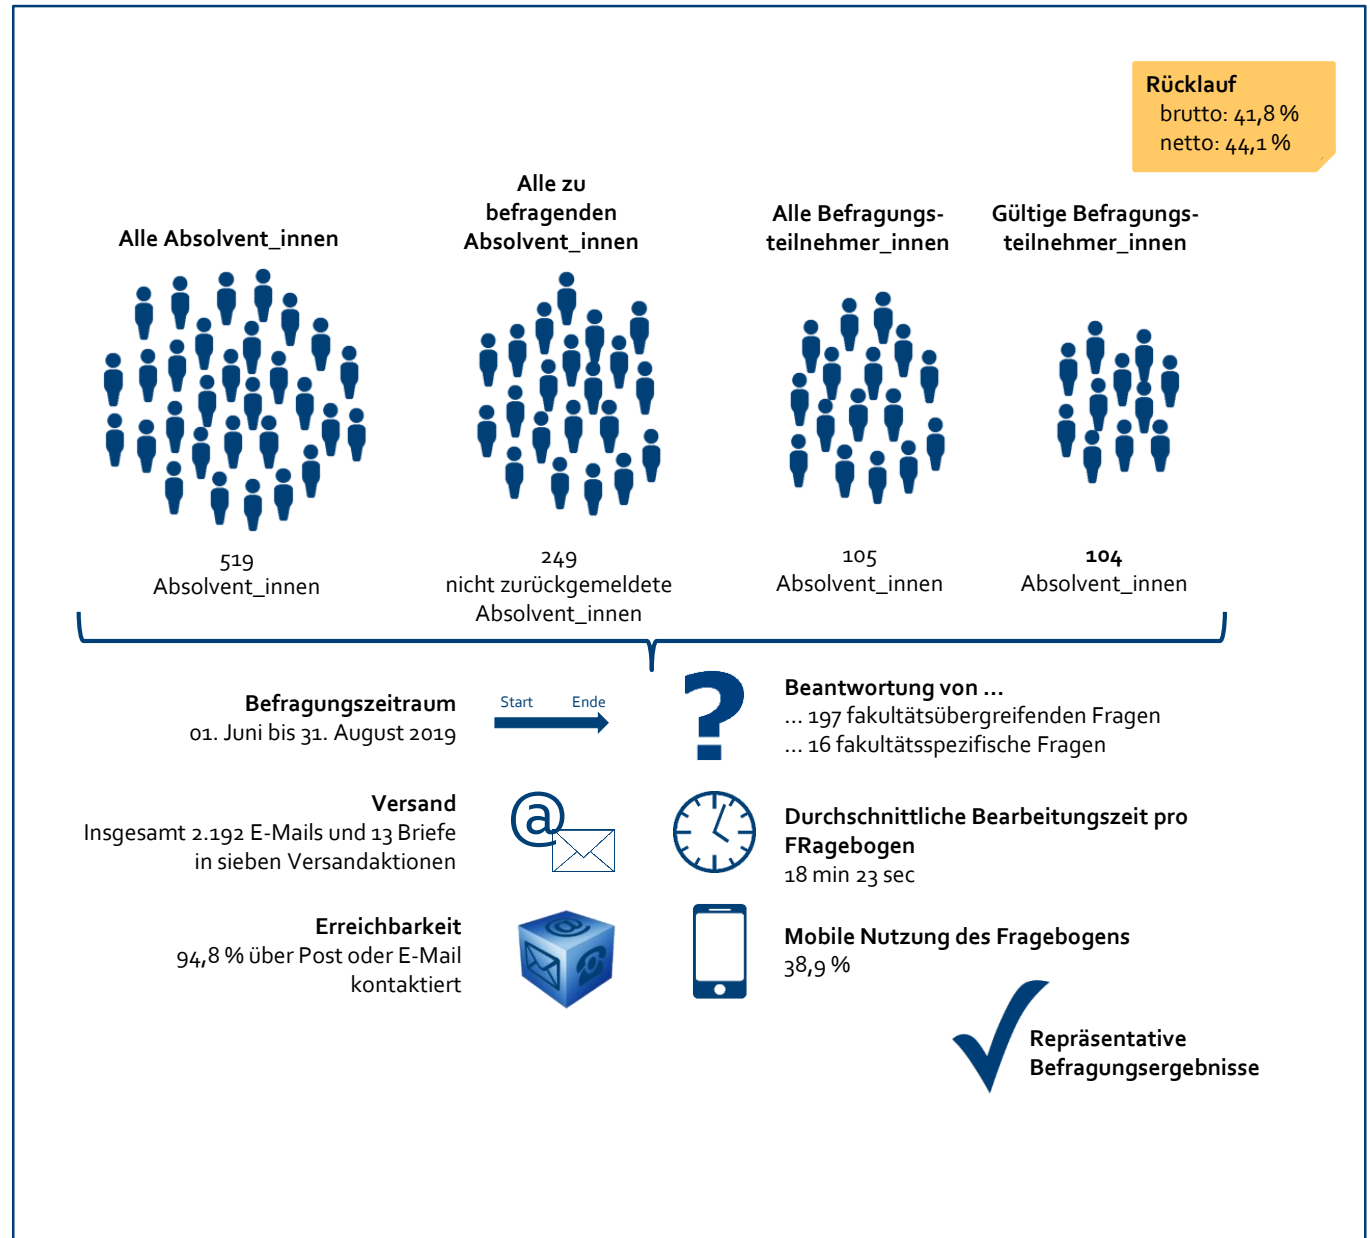 Rücklauf
brutto: 41,8 %
netto: 44,1 %
Alle Absolvent_innen
Alle zu
befragenden
Absolvent_innen
Alle Befragungs-
teilnehmer_innen
Gültige Befragungs-
teilnehmer_innen
519
Absolvent_innen
249
nicht zurückgemeldete
Absolvent_innen
105
Absolvent_innen
104
Absolvent_innen
Befragungszeitraum
01. Juni bis 31. August 2019
Start Ende
?
Beantwortung von ...
... 197 fakultätsübergreifenden Fragen
... 16 fakultätsspezifische Fragen
Versand
Insgesamt 2.192 E-Mails und 13 Briefe
in sieben Versandaktionen
@
Durchschnittliche Bearbeitungszeit pro
FRagebogen
18 min 23 sec
Erreichbarkeit
94,8 % über Post oder E-Mail
kontaktiert
@
Mobile Nutzung des Fragebogens
38,9 %
Repräsentative
Befragungsergebnisse